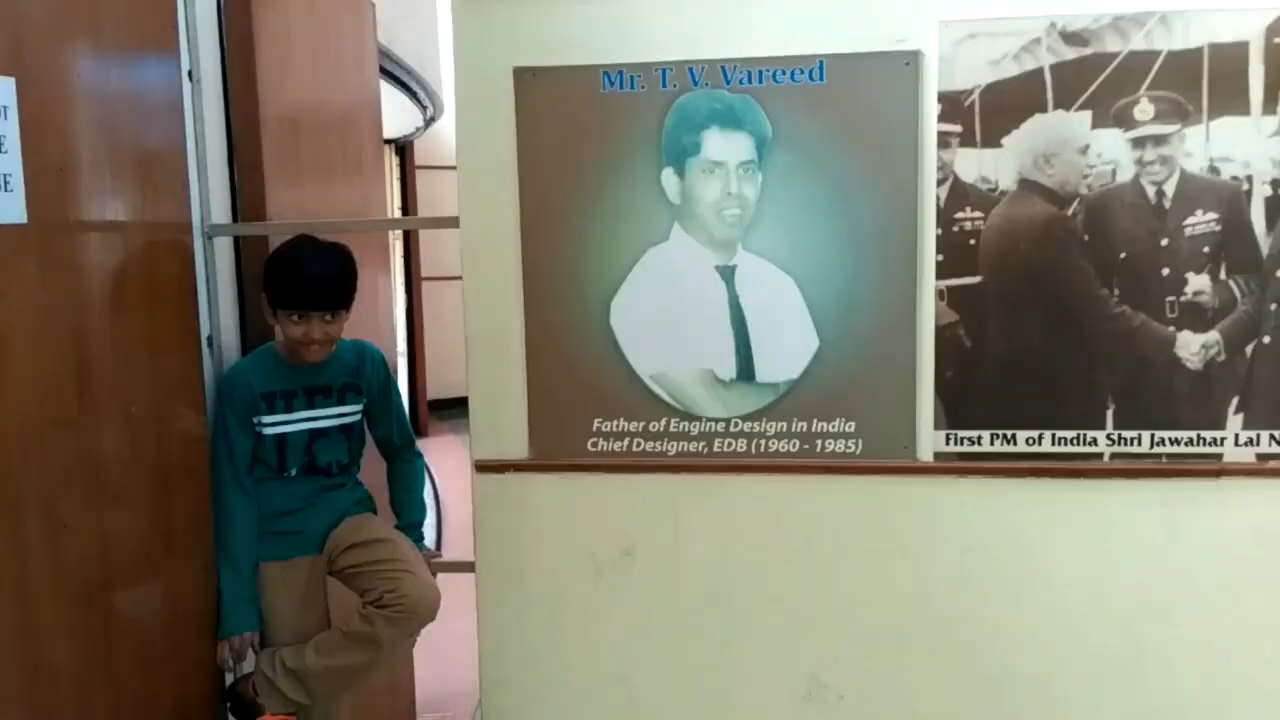 Mr. T. V. Vareed
Father of Engine Design in India
Chief Designer, EDB (1960 - 1985)
First PM of India Shri Jawahar Lal N